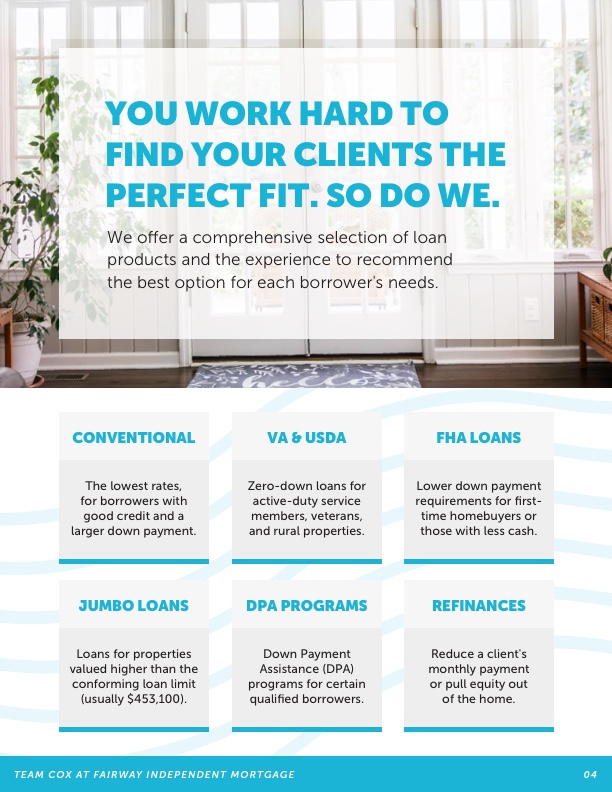 YOU WORK HARD TO
FIND YOUR CLIENTS THE
PERFECT FIT. SO DO WE.
We offer a comprehensive selection of loan
products and the experience to recommend
the best option for each borrower's needs.
hello
CONVENTIONAL
The lowest rates,
for borrowers with
good credit and a
larger down payment.
VA & USDA
Zero-down loans for
active-duty service
members, veterans,
and rural properties.
FHA LOANS
Lower down payment
requirements for first-
time homebuyers or
those with less cash.
JUMBO LOANS
Loans for properties
valued higher than the
conforming loan limit
(usually $453,100).
DPA PROGRAMS
Down Payment
Assistance (DPA)
programs for certain
qualified borrowers.
REFINANCES
Reduce a client's
monthly payment
or pull equity out
of the home.
TEAM COX AT FAIRWAY INDEPENDENT MORTGAGE
04